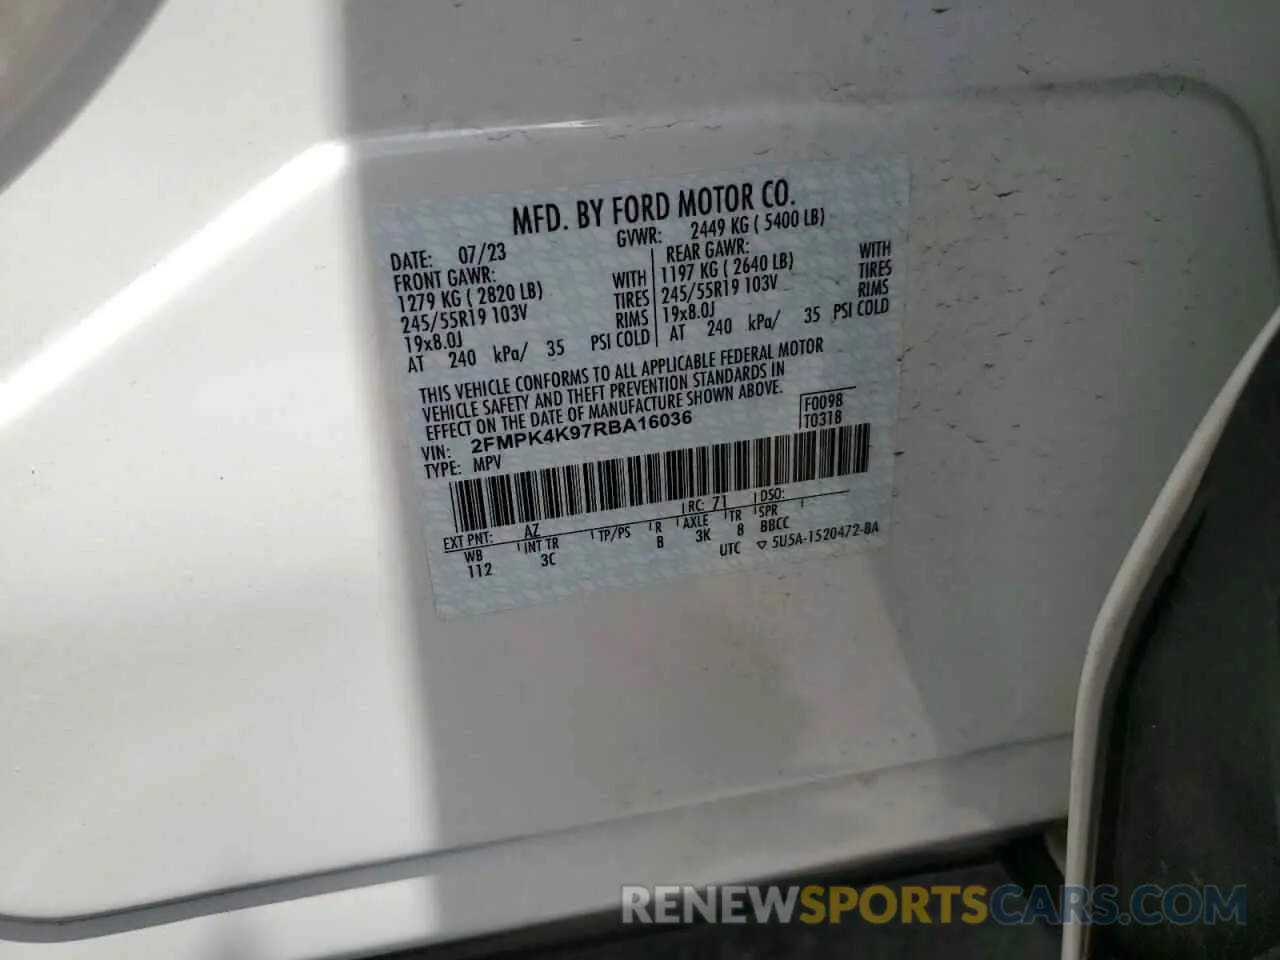 MFD. BY FORD MOTOR CO.
DATE: 07/23 GVWR: 2449 KG ( 5400 LB)
FRONT GAWR: WITH REAR GAWR: WITH
1279 KG ( 2820 LB) TIRES 1197 KG ( 2640 LB) TIRES
245/55R19 103V RIMS 245/55R19 103V RIMS
19x8.0J 19x8.0J
AT 240 kPa/ 35 PSI COLD AT 240 kPa/ 35 PSI COLD
THIS VEHICLE CONFORMS TO ALL APPLICABLE FEDERAL MOTOR
VEHICLE SAFETY AND THEFT PREVENTION STANDARDS IN
EFFECT ON THE DATE OF MANUFACTURE SHOWN ABOVE.
VIN: 2FMPK4K97RBA16036 F0098
TYPE: MPV T0318
EXT PNT: AZ RC: 71 DSO:
WB INT TR TP/PS R AXLE TR SPR
112 3C B 3K 8 BBCC
UTC ▽ 5U5A-1520472-BA
RENEWSPORTSCARS.COM